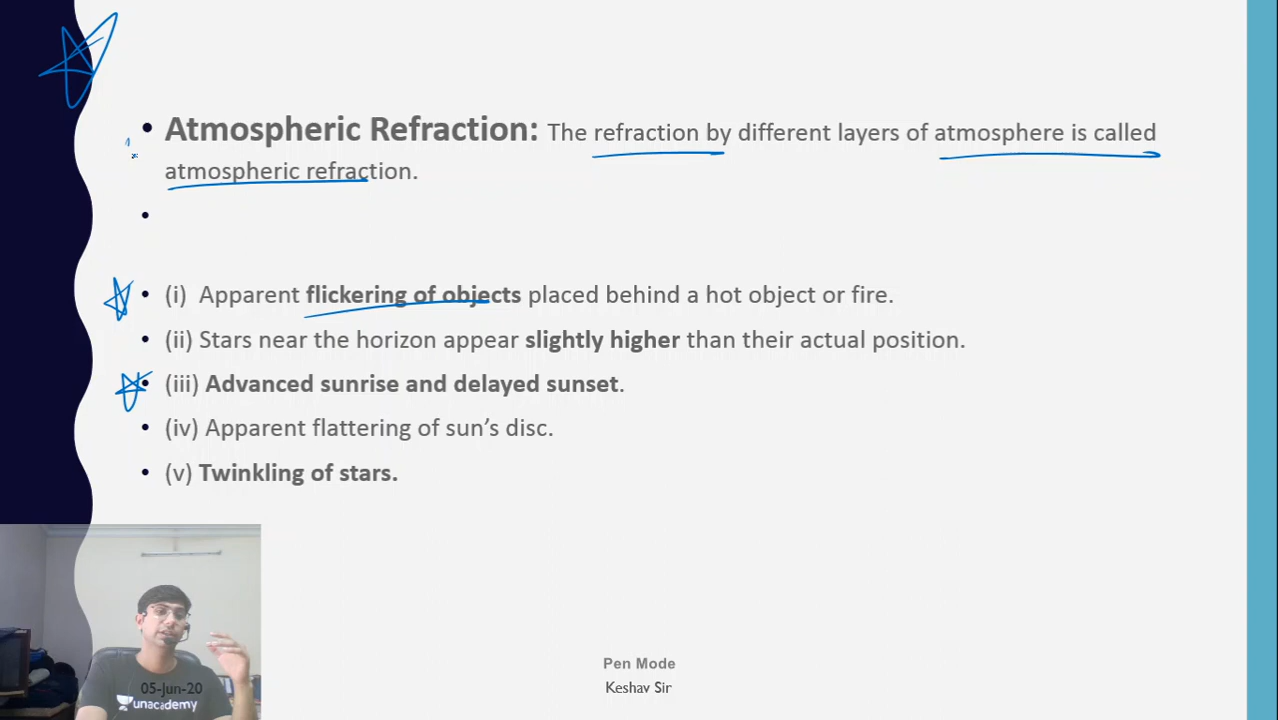 • Atmospheric Refraction: The refraction by different layers of atmosphere is called
atmospheric refraction.
•
• (i) Apparent flickering of objects placed behind a hot object or fire.
• (ii) Stars near the horizon appear slightly higher than their actual position.
• (iii) Advanced sunrise and delayed sunset.
• (iv) Apparent flattering of sun's disc.
• (v) Twinkling of stars.
05-Jun-20
unacademy
Pen Mode
Keshav Sir